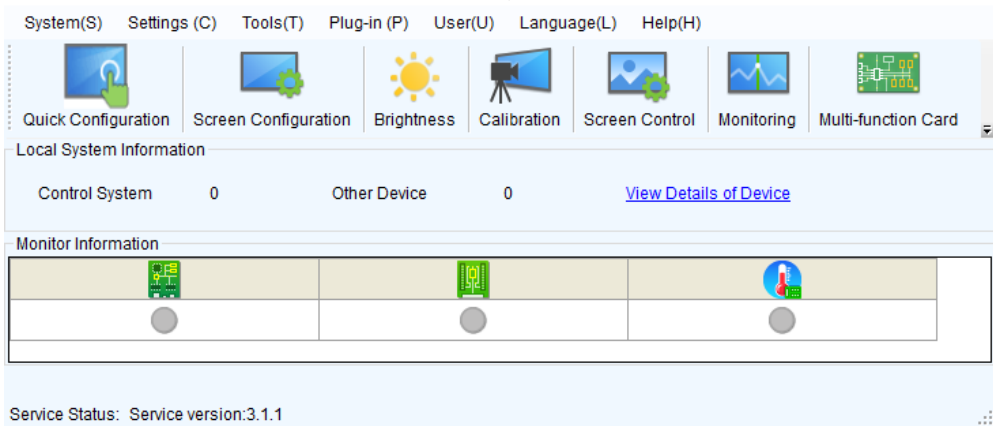 System(S) Settings (C) Tools(T) Plug-in (P) User(U) Language(L) Help(H)
Quick Configuration Screen Configuration Brightness Calibration Screen Control Monitoring Multi-function Card
Local System Information
Control System 0 Other Device 0 View Details of Device
Monitor Information
Service Status: Service version:3.1.1